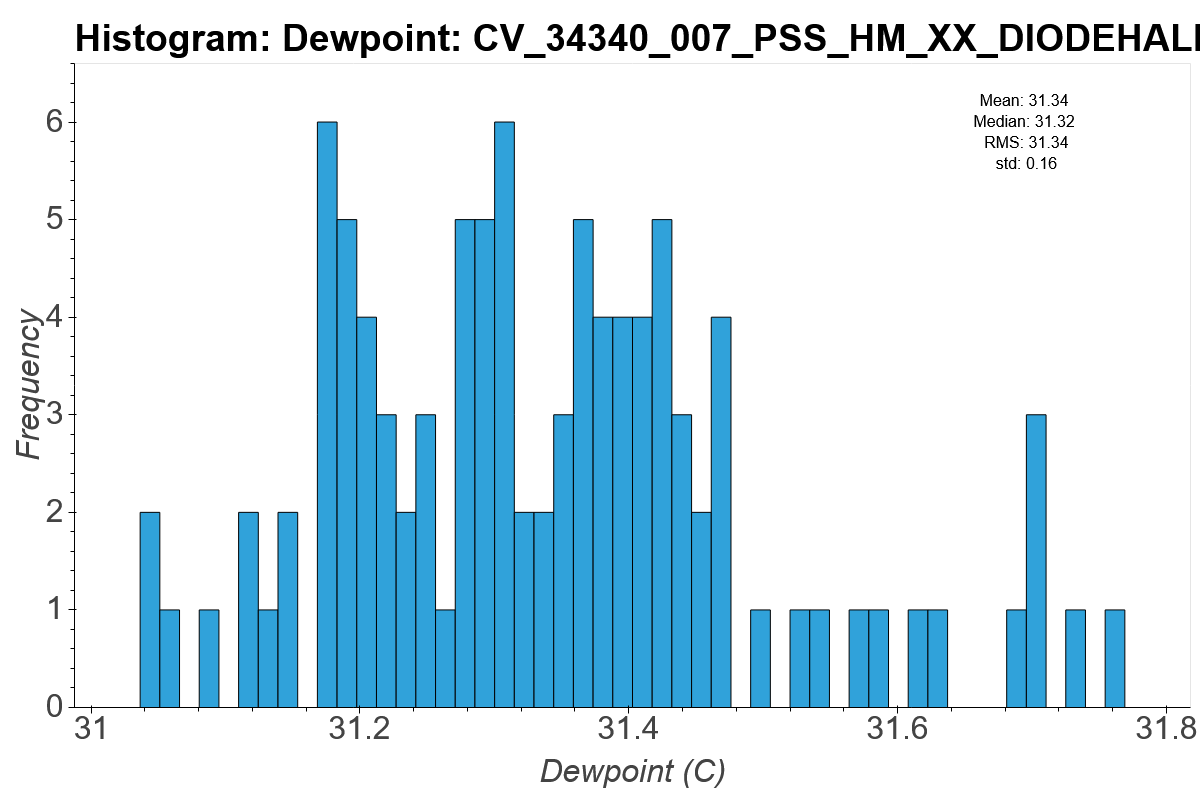 Histogram: Dewpoint: CV_34340_007_PSS_HM_XX_DIODEHALL
Mean: 31.34
Median: 31.32
RMS: 31.34
std: 0.16
6
5
4
3
2
1
0
Frequency
31 31.2 31.4 31.6 31.8
Dewpoint (C)